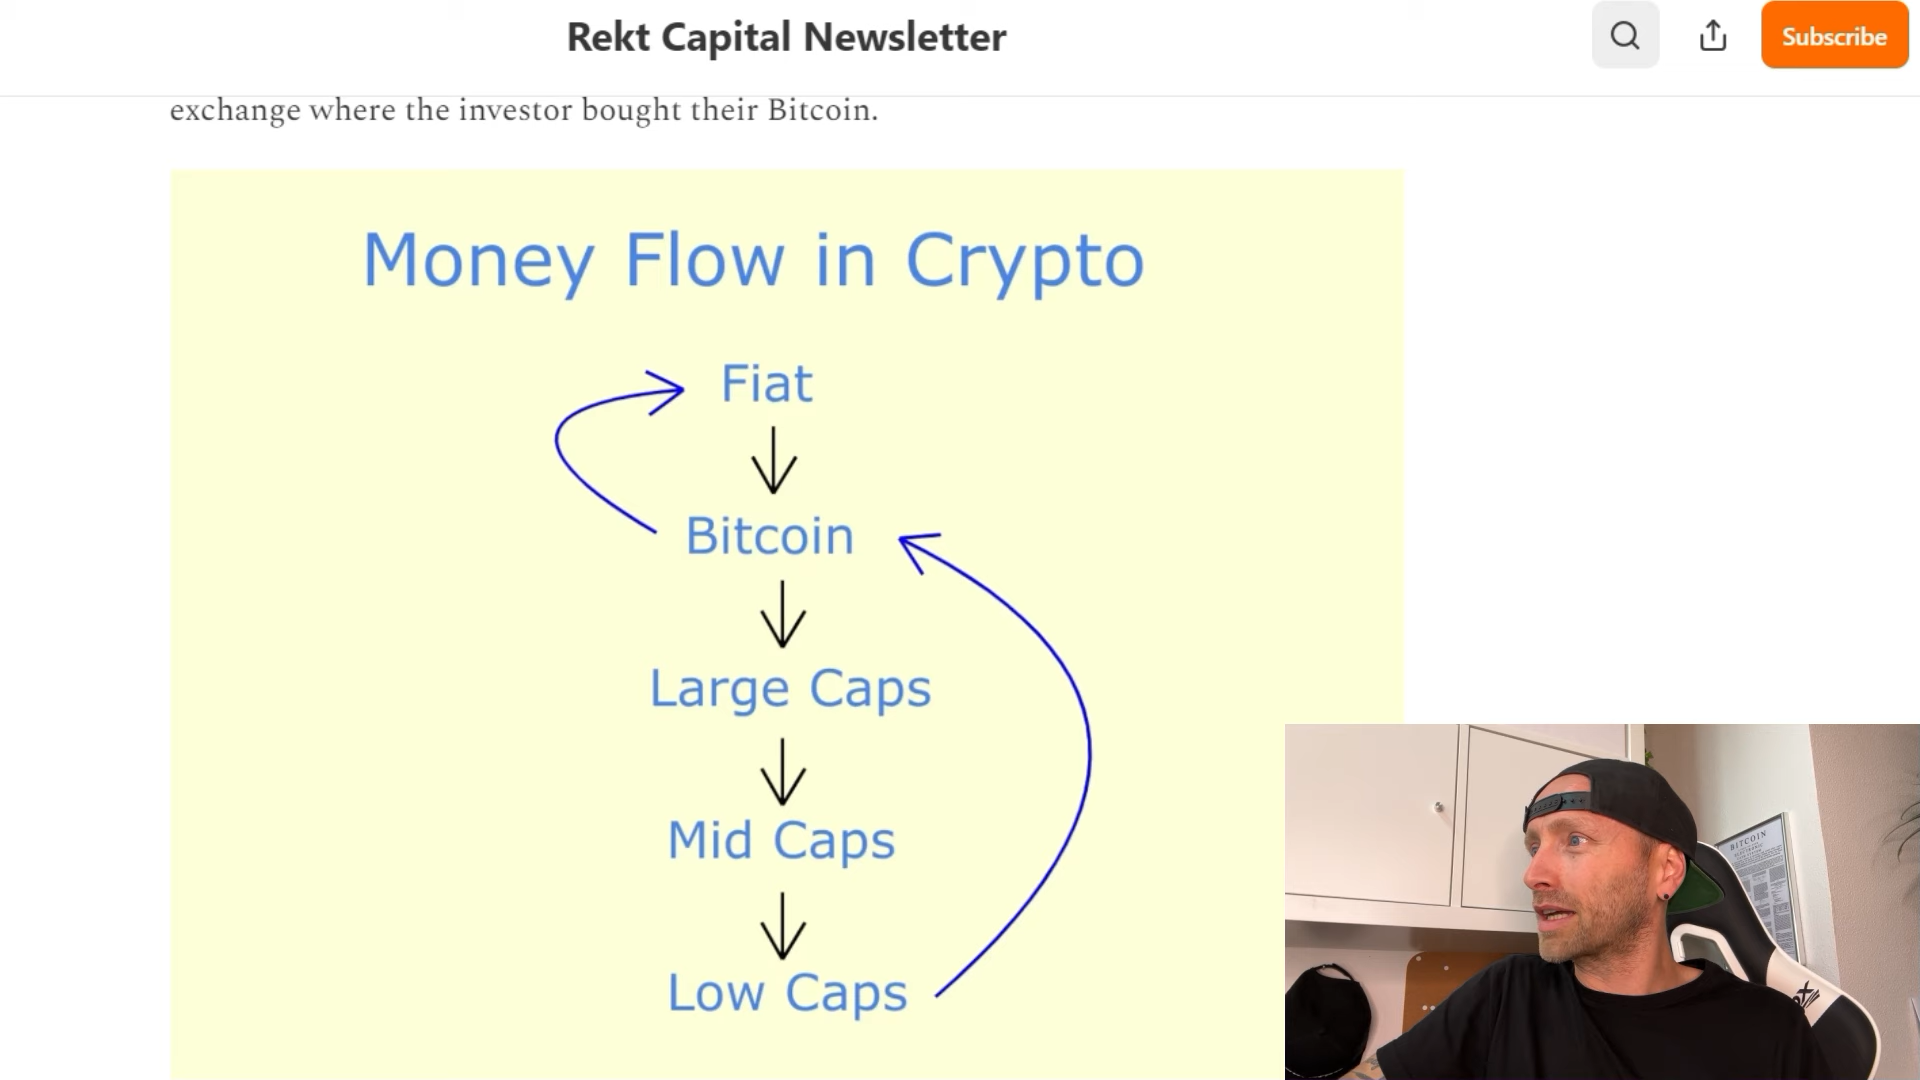 Rekt Capital Newsletter
Subscribe
exchange where the investor bought their Bitcoin.
Money Flow in Crypto
Fiat
Bitcoin
Large Caps
Mid Caps
Low Caps
BITCOIN